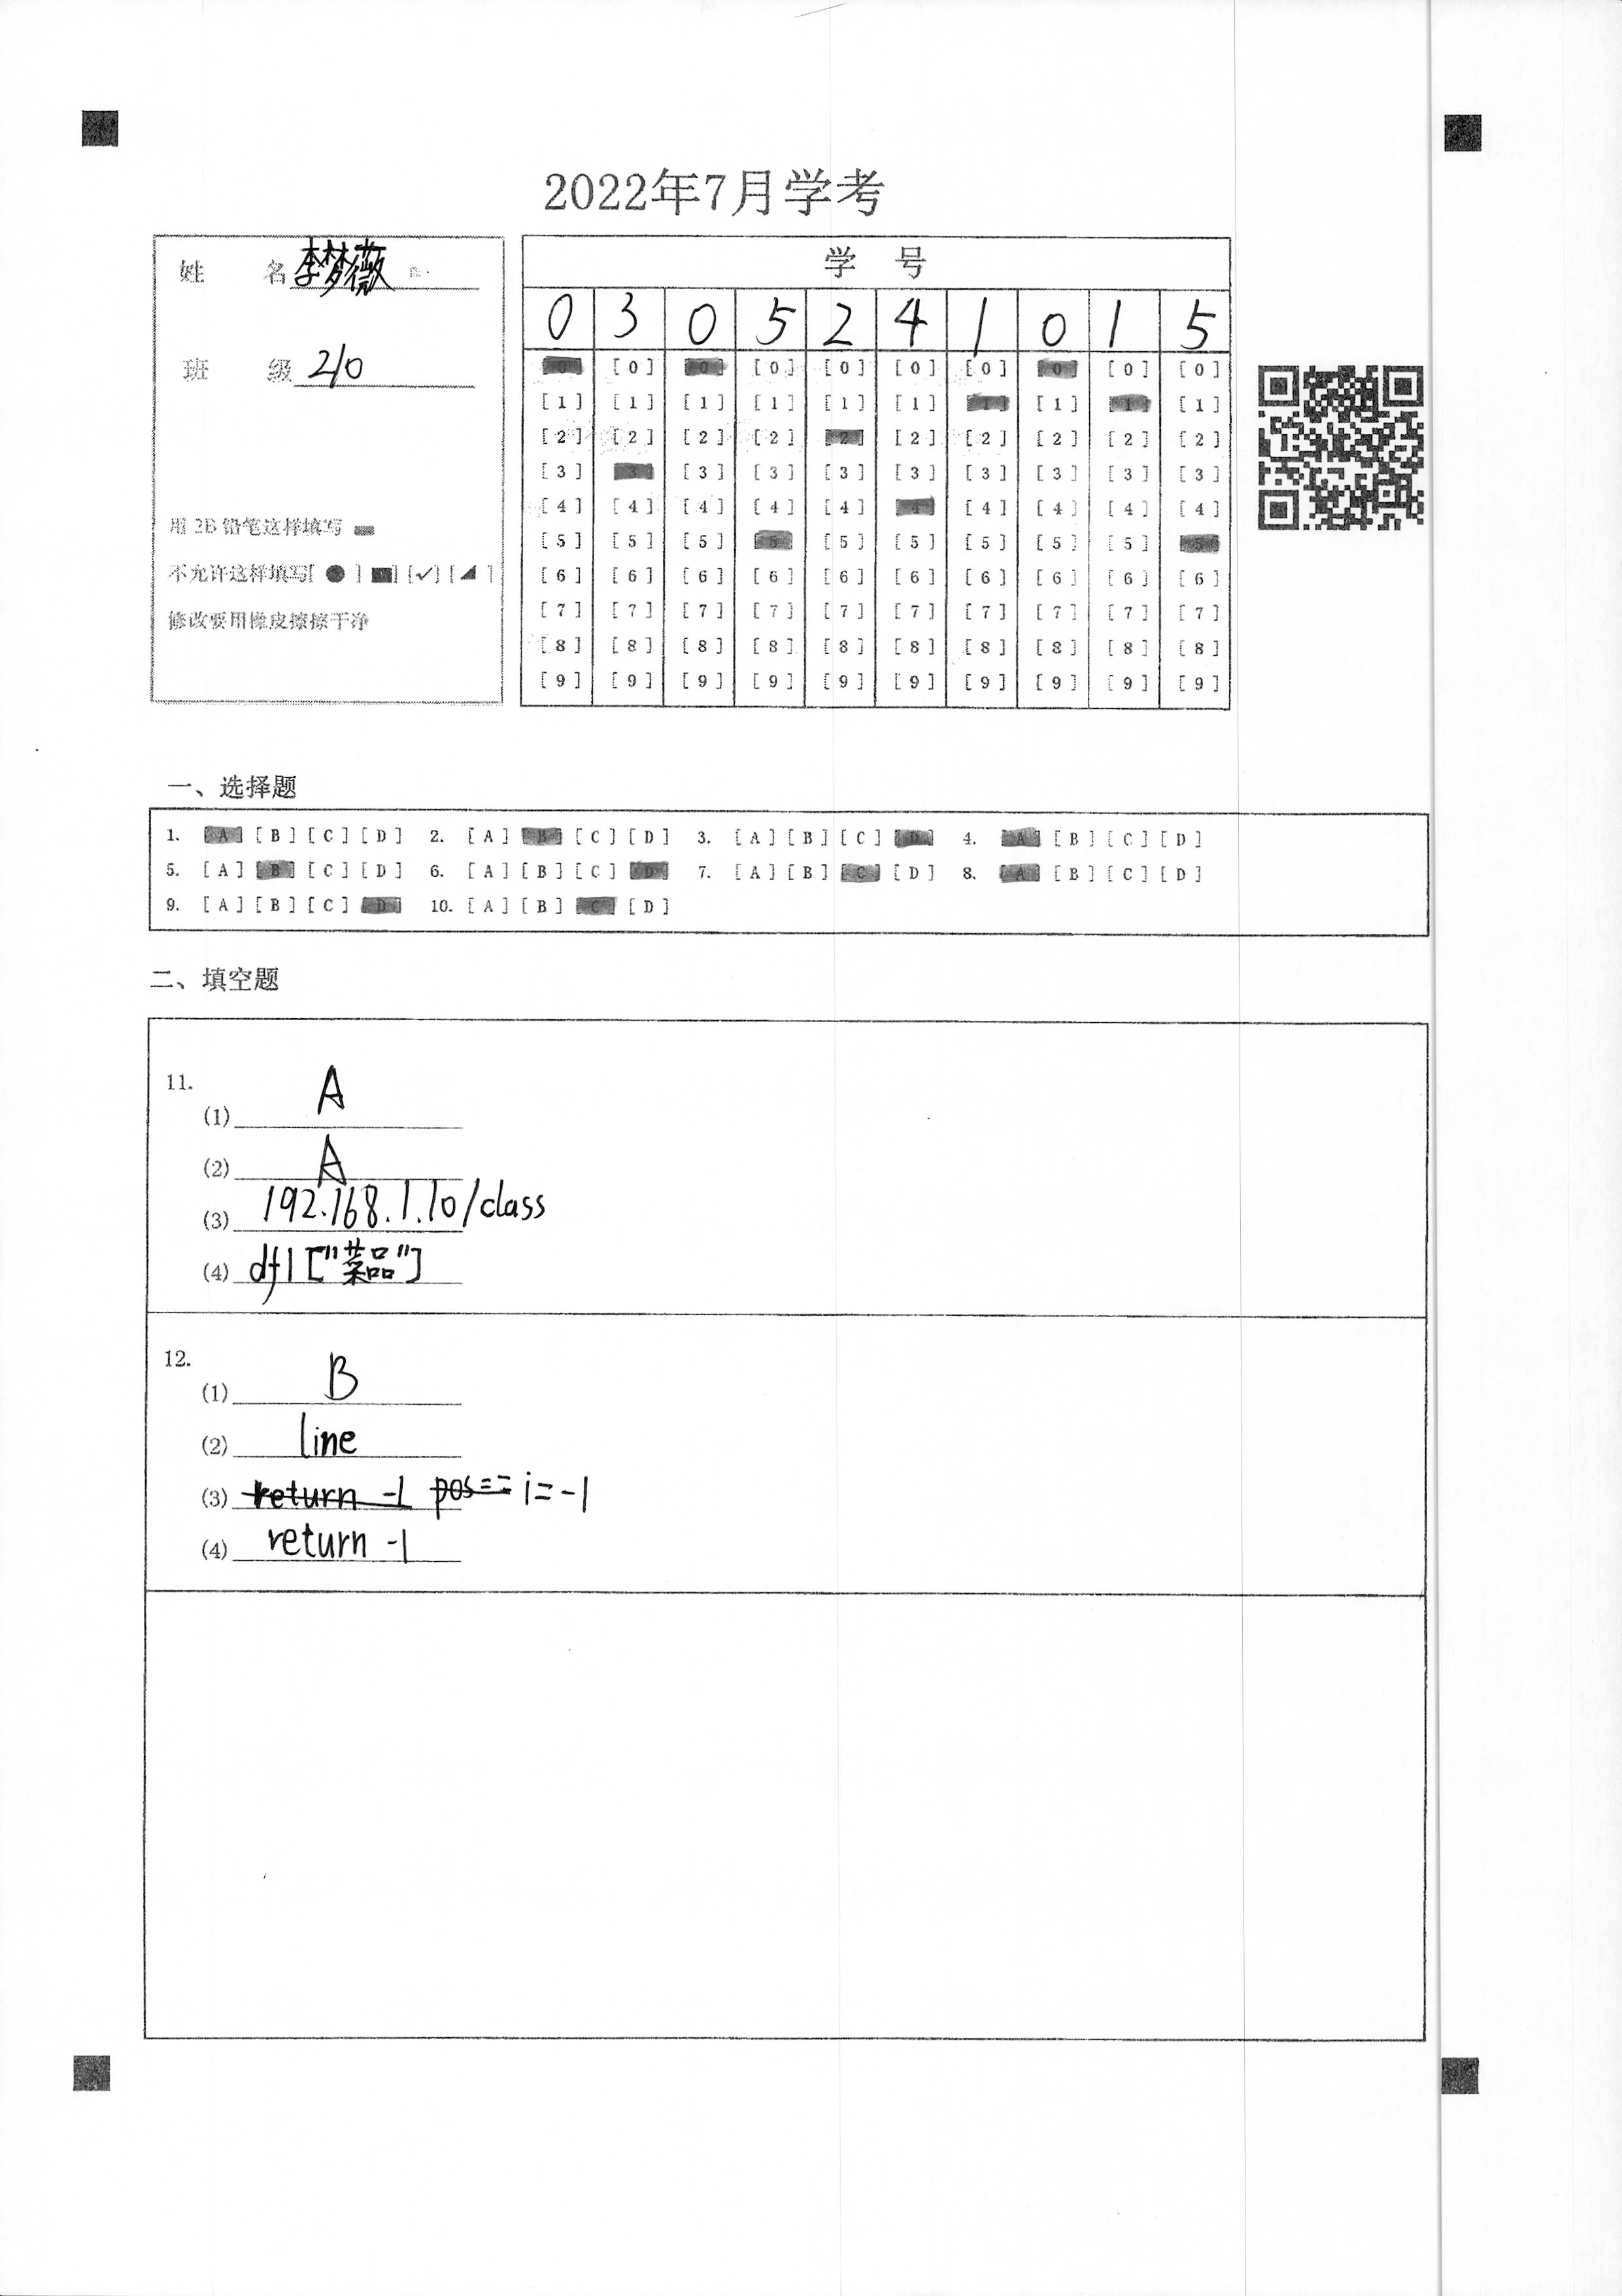 2022年7月学考
姓 名 李梦薇
班 级 210
用 2B 铅笔这样填写
不允许这样填写[ ● ] [■] [✓] [◢ ]
修改要用橡皮擦擦干净
学 号
0 3 0 5 2 4 1 0 1 5
[0] [0] [0] [0] [0] [0] [0] [0] [0] [0]
[1] [1] [1] [1] [1] [1] [1] [1] [1] [1]
[2] [2] [2] [2] [2] [2] [2] [2] [2] [2]
[3] [3] [3] [3] [3] [3] [3] [3] [3] [3]
[4] [4] [4] [4] [4] [4] [4] [4] [4] [4]
[5] [5] [5] [5] [5] [5] [5] [5] [5] [5]
[6] [6] [6] [6] [6] [6] [6] [6] [6] [6]
[7] [7] [7] [7] [7] [7] [7] [7] [7] [7]
[8] [8] [8] [8] [8] [8] [8] [8] [8] [8]
[9] [9] [9] [9] [9] [9] [9] [9] [9] [9]
一、选择题
1. [A] [B] [C] [D] 2. [A] [B] [C] [D] 3. [A] [B] [C] [D] 4. [A] [B] [C] [D]
5. [A] [B] [C] [D] 6. [A] [B] [C] [D] 7. [A] [B] [C] [D] 8. [A] [B] [C] [D]
9. [A] [B] [C] [D] 10. [A] [B] [C] [D]
二、填空题
11.
(1) A
(2) A
(3) 192.168.1.10/class
(4) df1["菜品"]
12.
(1) B
(2) line
(3) return -1 pos== i=-1
(4) return -1